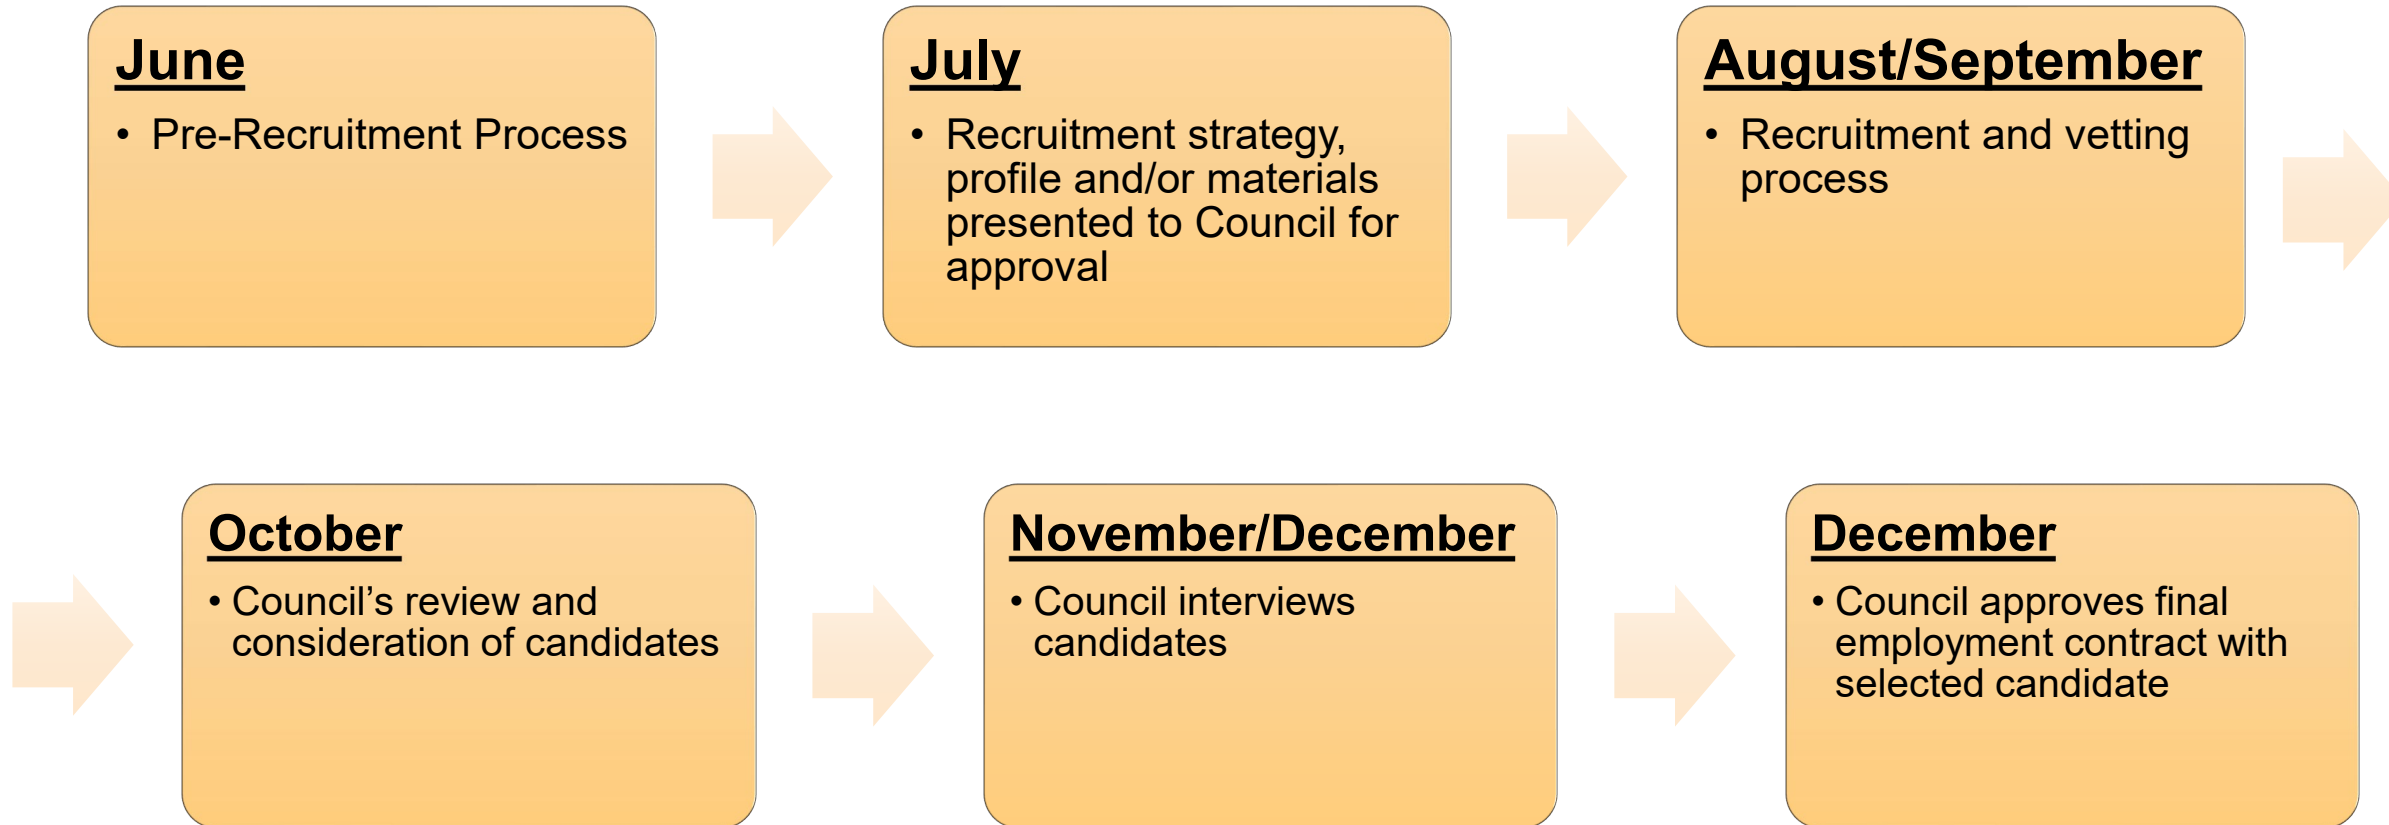 June
• Pre-Recruitment Process
July
• Recruitment strategy,
profile and/or materials
presented to Council for
approval
August/September
• Recruitment and vetting
process
October
• Council’s review and
consideration of candidates
November/December
• Council interviews
candidates
December
• Council approves final
employment contract with
selected candidate